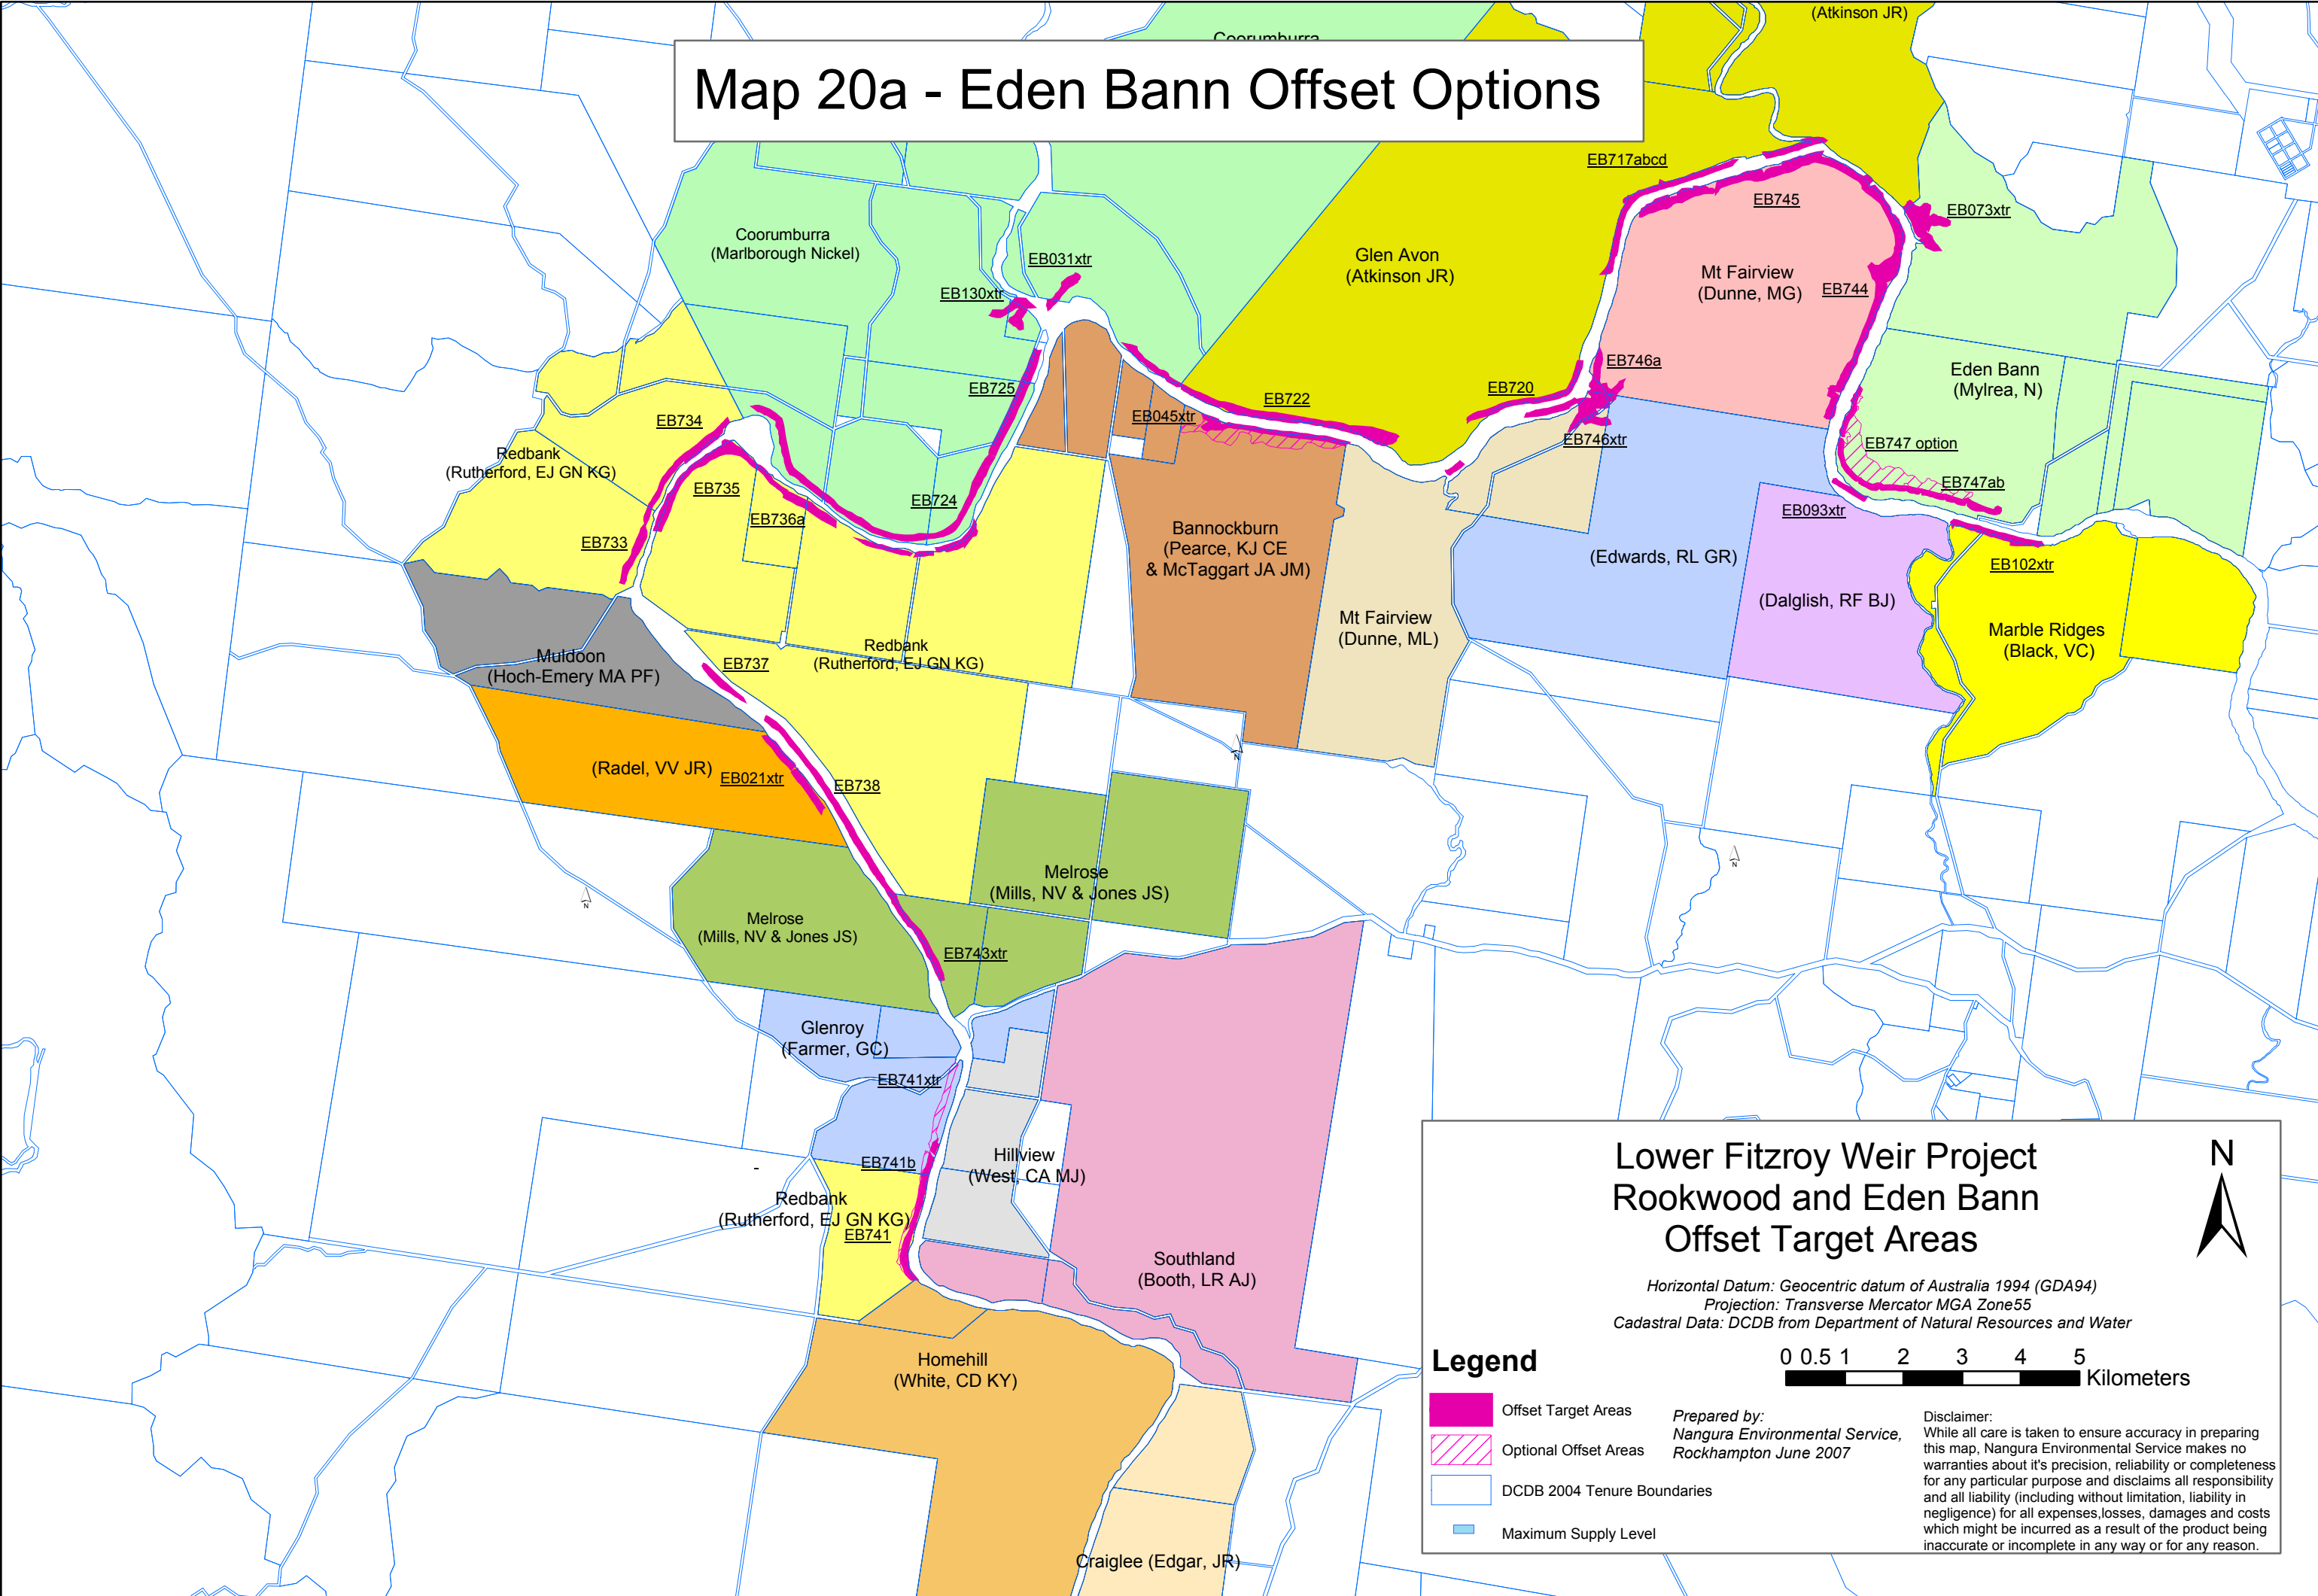 (Atkinson JR)
Coorumburra
Map 20a - Eden Bann Offset Options
EB717abcd
EB745
EB073xtr
Coorumburra
(Marlborough Nickel)
EB031xtr
Glen Avon
(Atkinson JR)
Mt Fairview
(Dunne, MG)
EB744
EB130xtr
EB746a
Eden Bann
(Mylrea, N)
EB725
EB720
EB722
EB045xtr
EB734
EB746xtr
EB747 option
Redbank
(Rutherford, EJ GN KG)
EB735
EB724
EB747ab
EB736a
EB093xtr
EB733
Bannockburn
(Pearce, KJ CE
& McTaggart JA JM)
(Edwards, RL GR)
EB102xtr
(Dalglish, RF BJ)
Mt Fairview
(Dunne, ML)
Marble Ridges
(Black, VC)
Muldoon
(Hoch-Emery MA PF)
EB737
Redbank
(Rutherford, EJ GN KG)
N
(Radel, VV JR)
EB021xtr
EB738
N
N
Melrose
(Mills, NV & Jones JS)
Melrose
(Mills, NV & Jones JS)
EB743xtr
Glenroy
(Farmer, GC)
EB741xtr
EB741b
Hillview
(West, CA MJ)
-
Redbank
(Rutherford, EJ GN KG)
EB741
Southland
(Booth, LR AJ)
Homehill
(White, CD KY)
Craiglee (Edgar, JR)
Lower Fitzroy Weir Project
Rookwood and Eden Bann
Offset Target Areas
N
Horizontal Datum: Geocentric datum of Australia 1994 (GDA94)
Projection: Transverse Mercator MGA Zone55
Cadastral Data: DCDB from Department of Natural Resources and Water
Legend
0 0.5 1 2 3 4 5
Kilometers
Offset Target Areas
Optional Offset Areas
DCDB 2004 Tenure Boundaries
Maximum Supply Level
Prepared by:
Nangura Environmental Service,
Rockhampton June 2007
Disclaimer:
While all care is taken to ensure accuracy in preparing
this map, Nangura Environmental Service makes no
warranties about it's precision, reliability or completeness
for any particular purpose and disclaims all responsibility
and all liability (including without limitation, liability in
negligence) for all expenses,losses, damages and costs
which might be incurred as a result of the product being
inaccurate or incomplete in any way or for any reason.